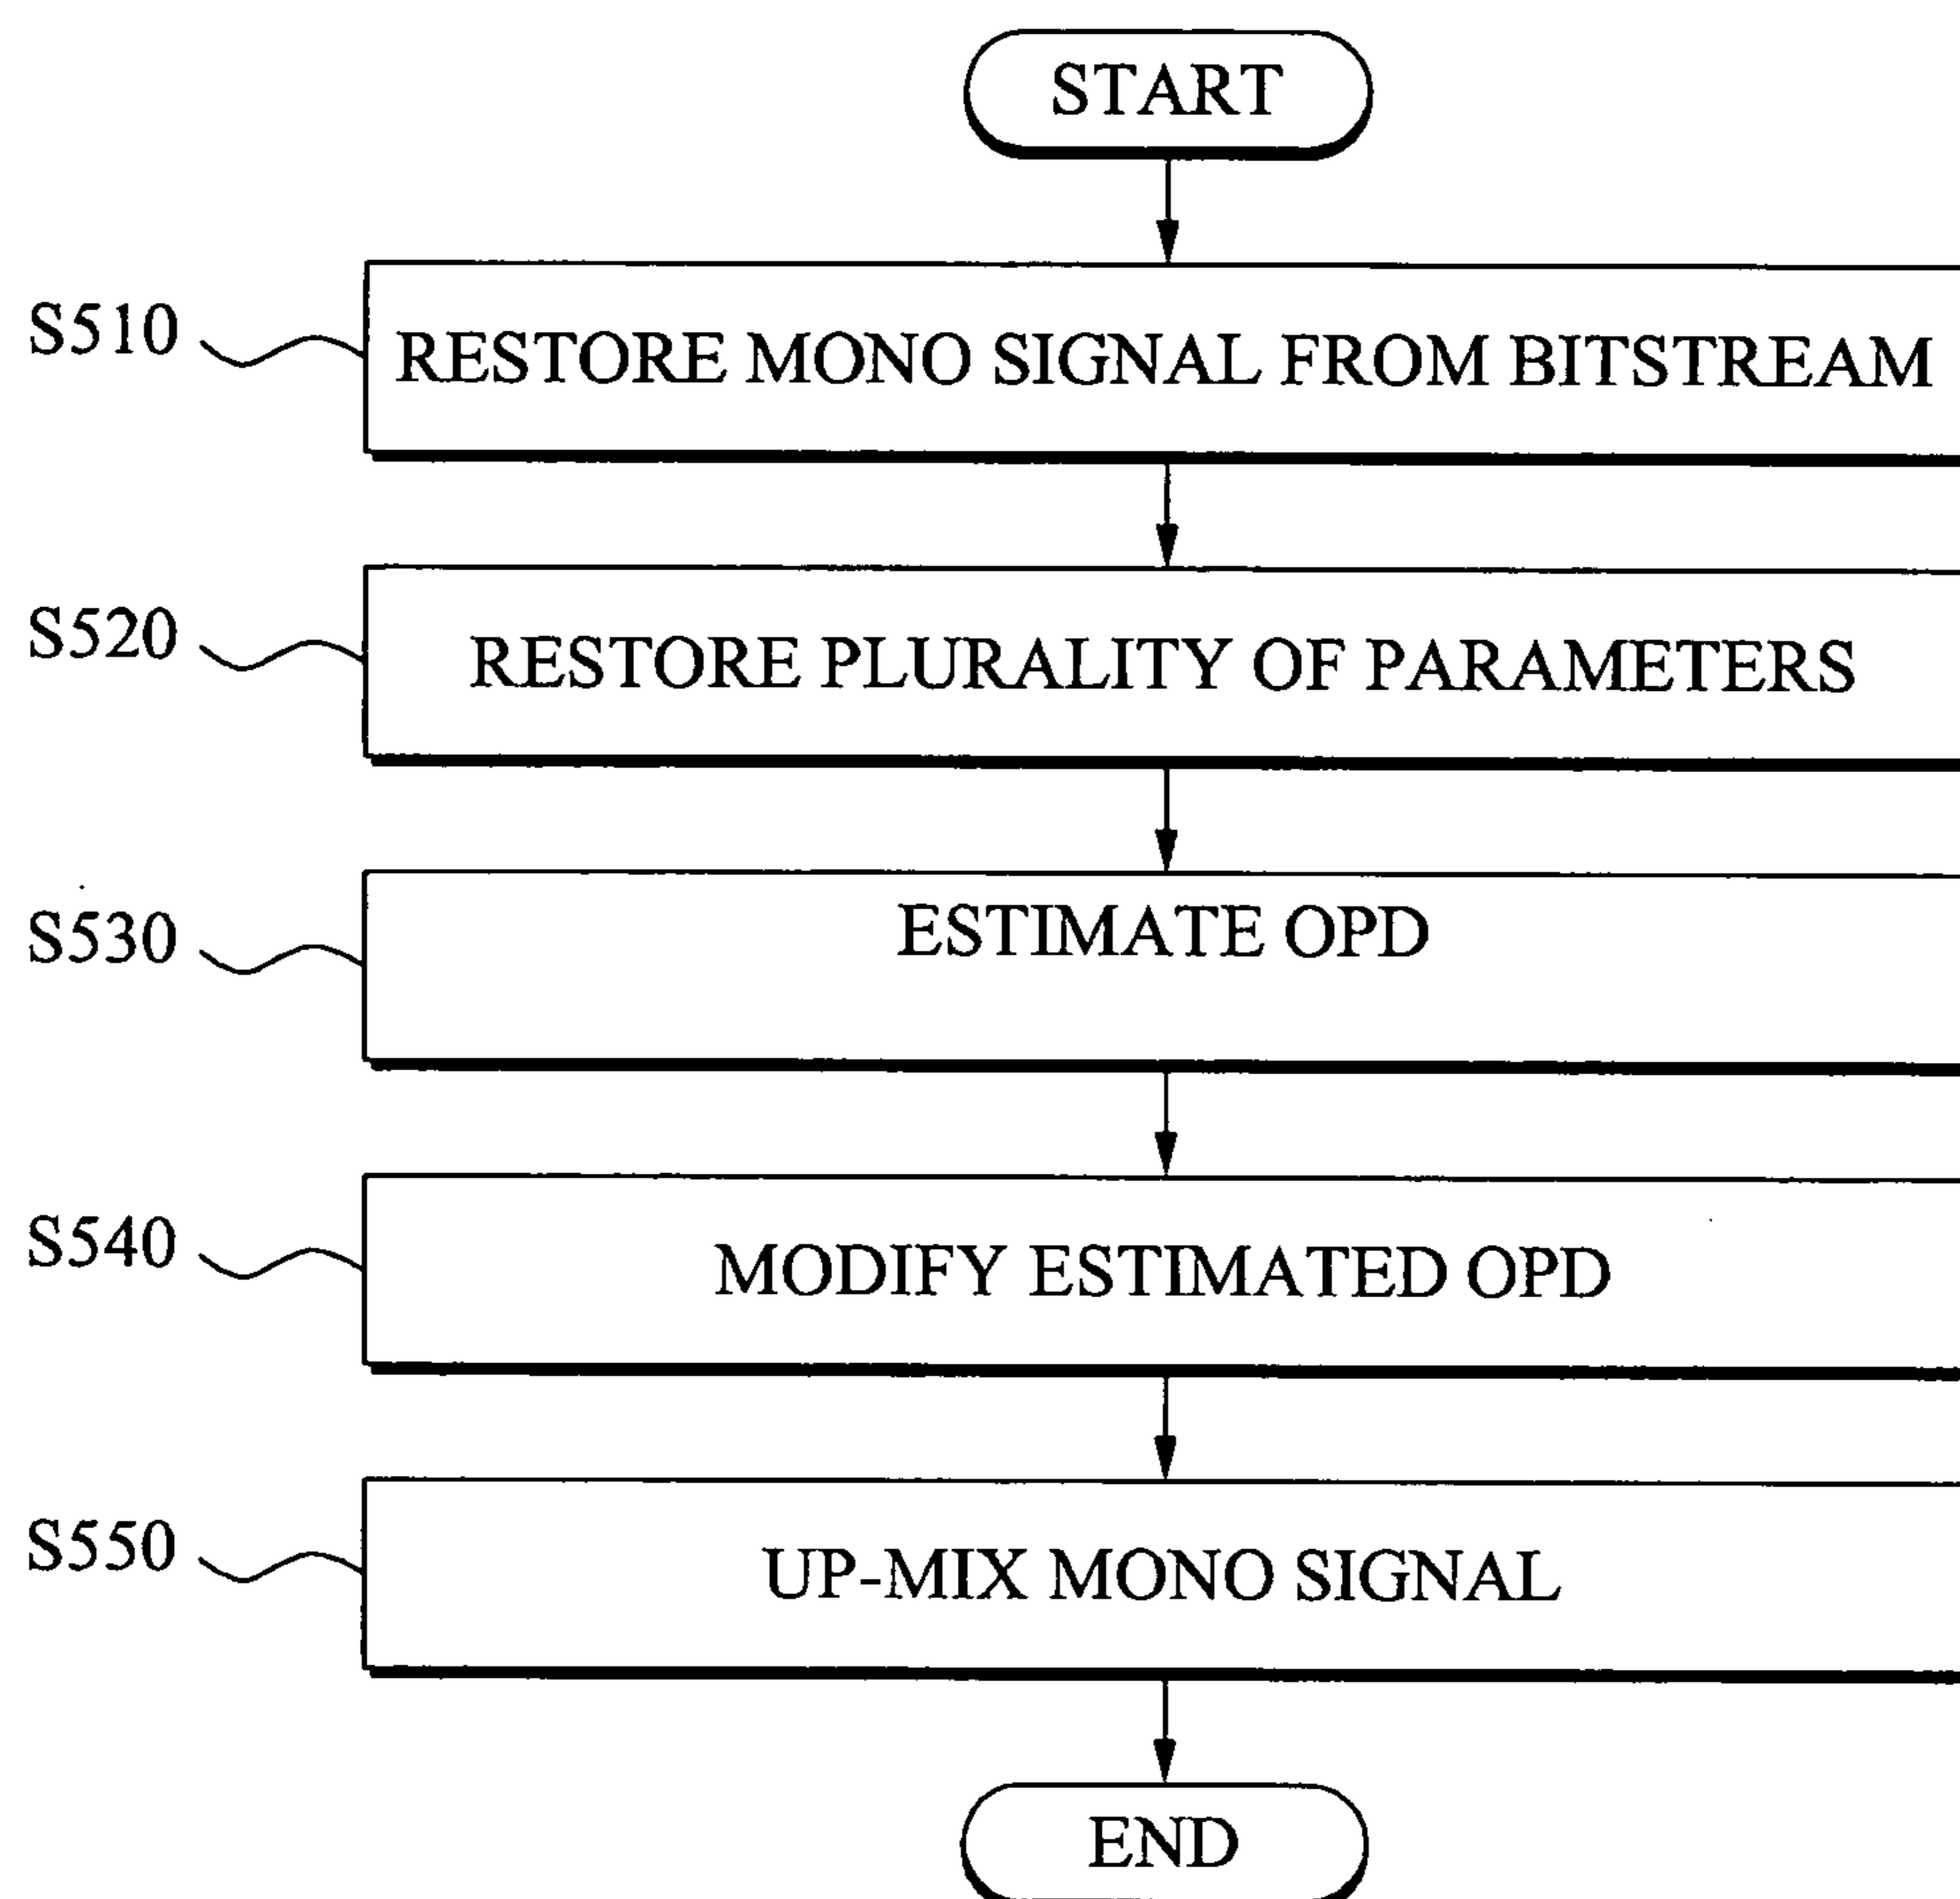 START
S510
RESTORE MONO SIGNAL FROM BITSTREAM
S520
RESTORE PLURALITY OF PARAMETERS
S530
ESTIMATE OPD
S540
MODIFY ESTIMATED OPD
S550
UP-MIX MONO SIGNAL
END